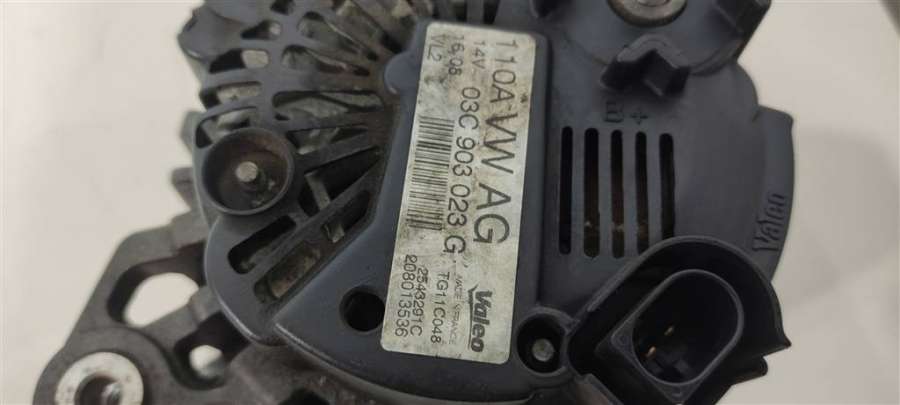 110A VW AG
14V
03C 903 023 G
16/08
VL2
Valeo
MADE IN FRANCE
TG11C048
2543291C
208013536
+
B
Valeo